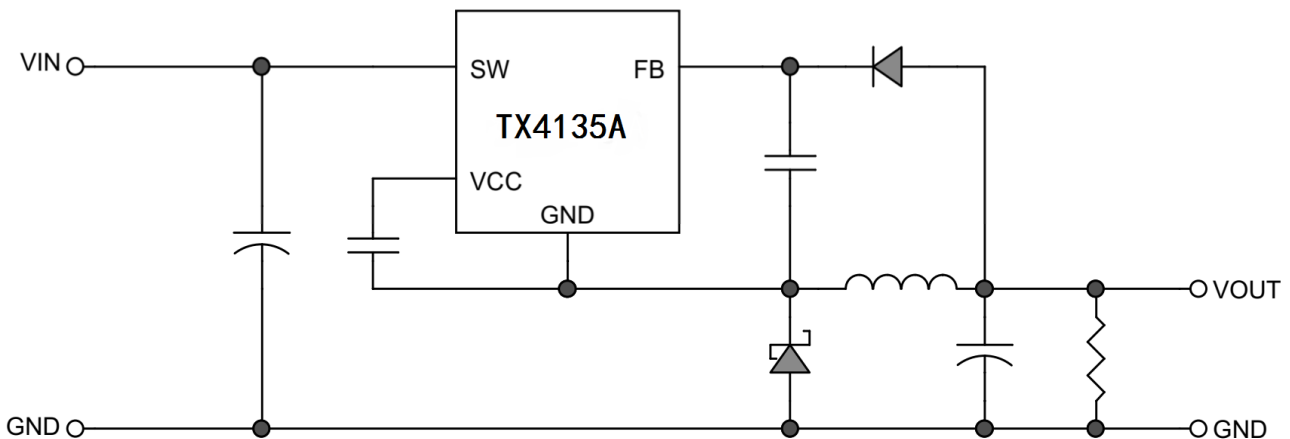 VIN
SW
FB
TX4135A
VCC
GND
VOUT
GND
GND